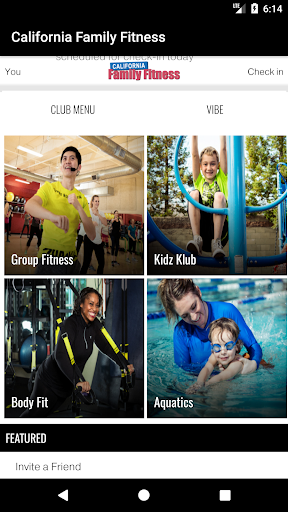 6:14
California Family Fitness
scheduled for check-in today
You
CALIFORNIA
Family Fitness
Check in
CLUB MENU
VIBE
Group Fitness
Kidz Klub
Body Fit
Aquatics
FEATURED
Invite a Friend